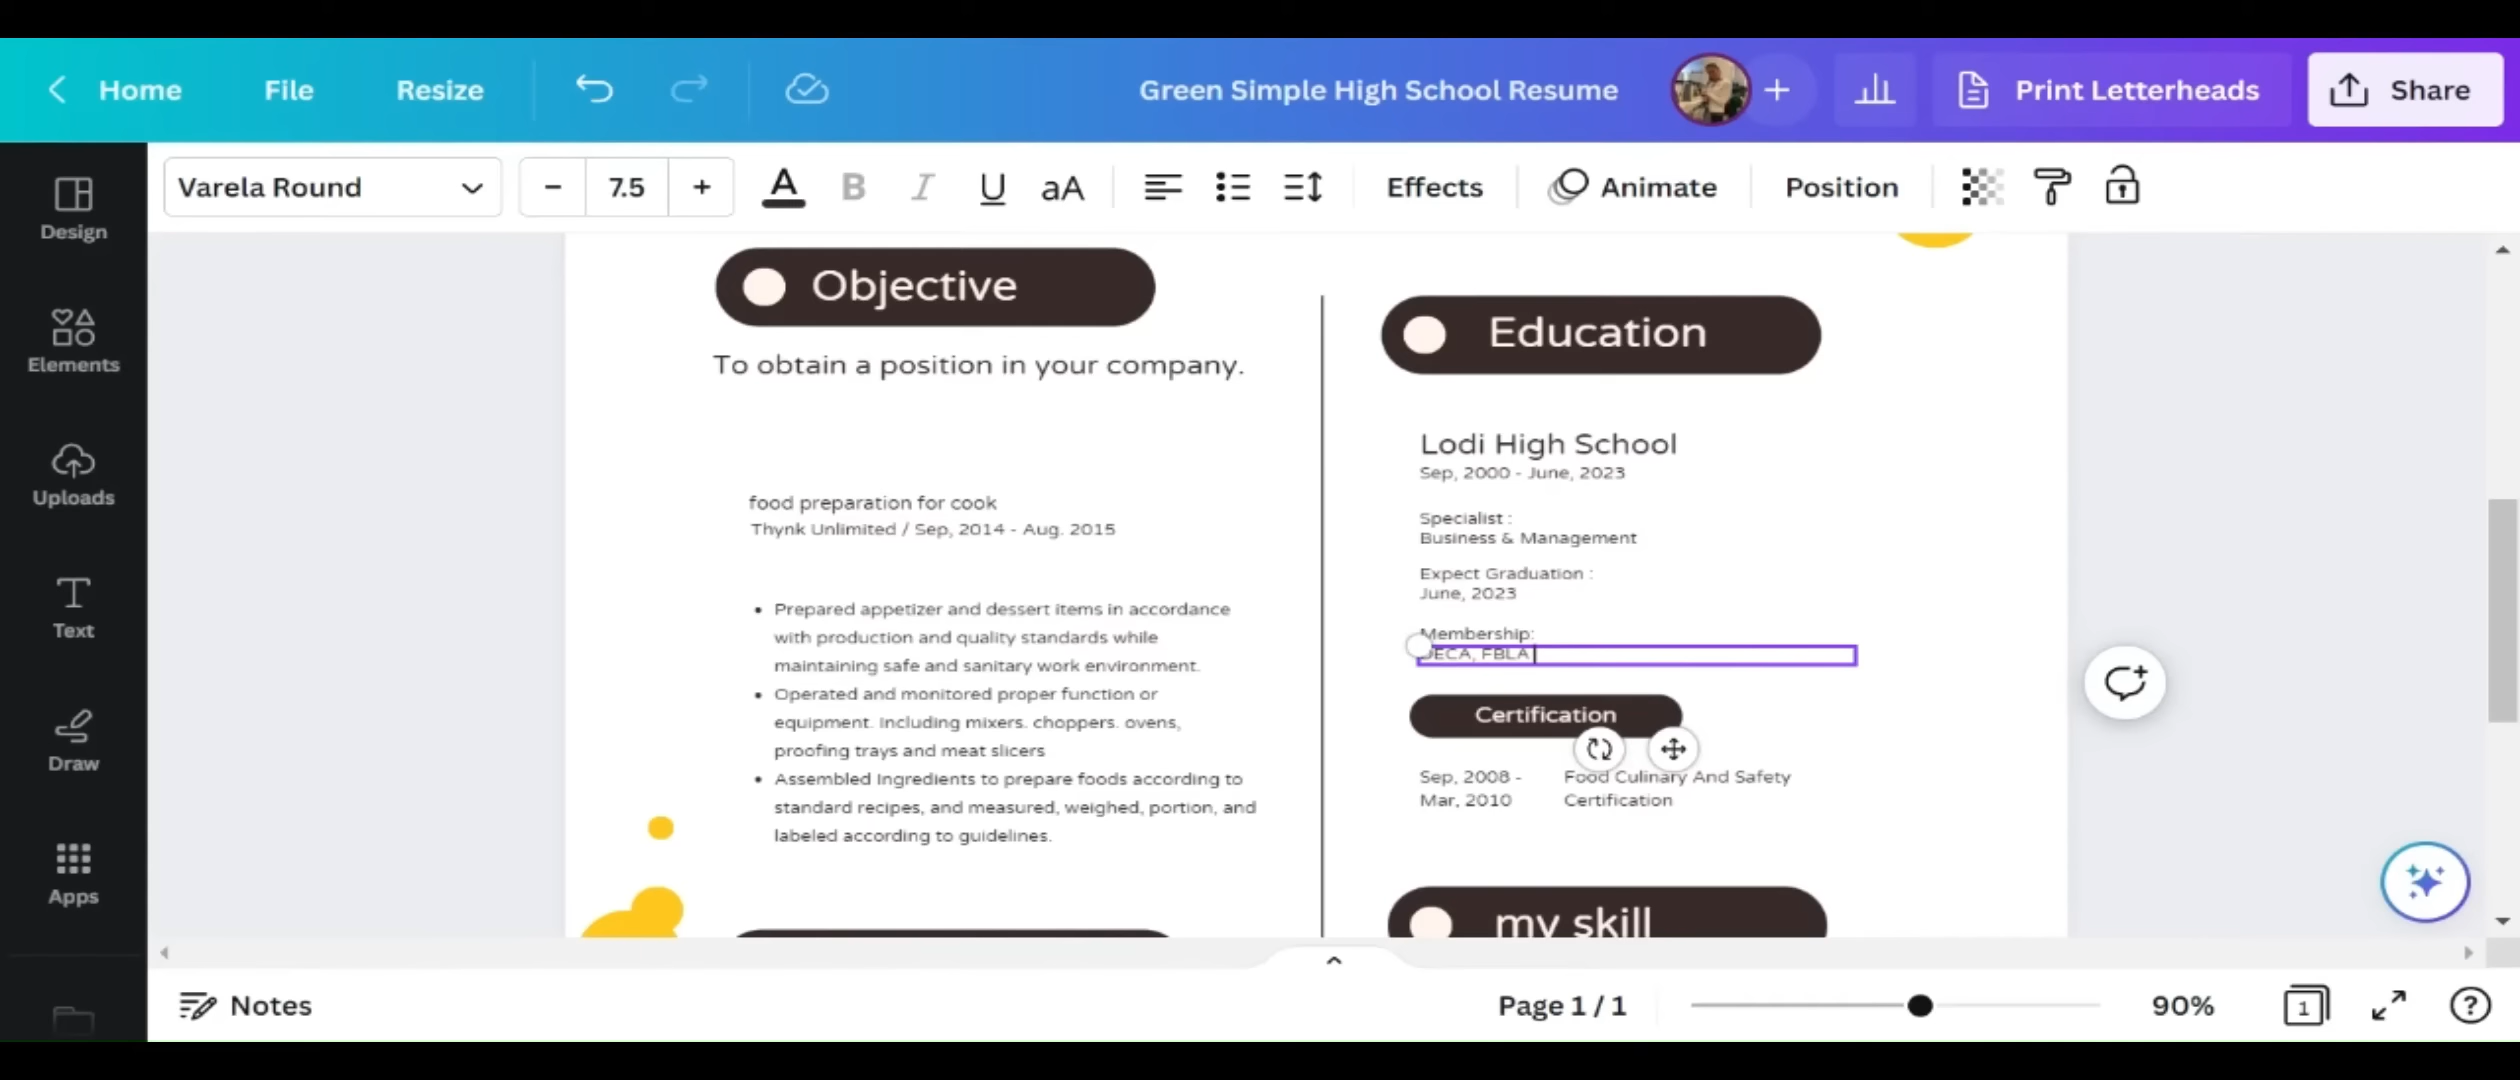 Home File Resize Green Simple High School Resume Print Letterheads Share
Varela Round - 7.5 + A B I U aA Effects Animate Position
Design
Elements
Uploads
Text
Draw
Apps
Objective
To obtain a position in your company.
food preparation for cook
Thynk Unlimited / Sep, 2014 - Aug. 2015
Prepared appetizer and dessert items in accordance
with production and quality standards while
maintaining safe and sanitary work environment.
Operated and monitored proper function or
equipment. Including mixers. choppers. ovens,
proofing trays and meat slicers
Assembled Ingredients to prepare foods according to
standard recipes, and measured, weighed, portion, and
labeled according to guidelines.
Education
Lodi High School
Sep, 2000 - June, 2023
Specialist :
Business & Management
Expect Graduation :
June, 2023
Membership:
DECA, FBLA
Certification
Sep, 2008 -
Mar, 2010
Food Culinary And Safety
Certification
my skill
Notes Page 1 / 1 90% 1 ?